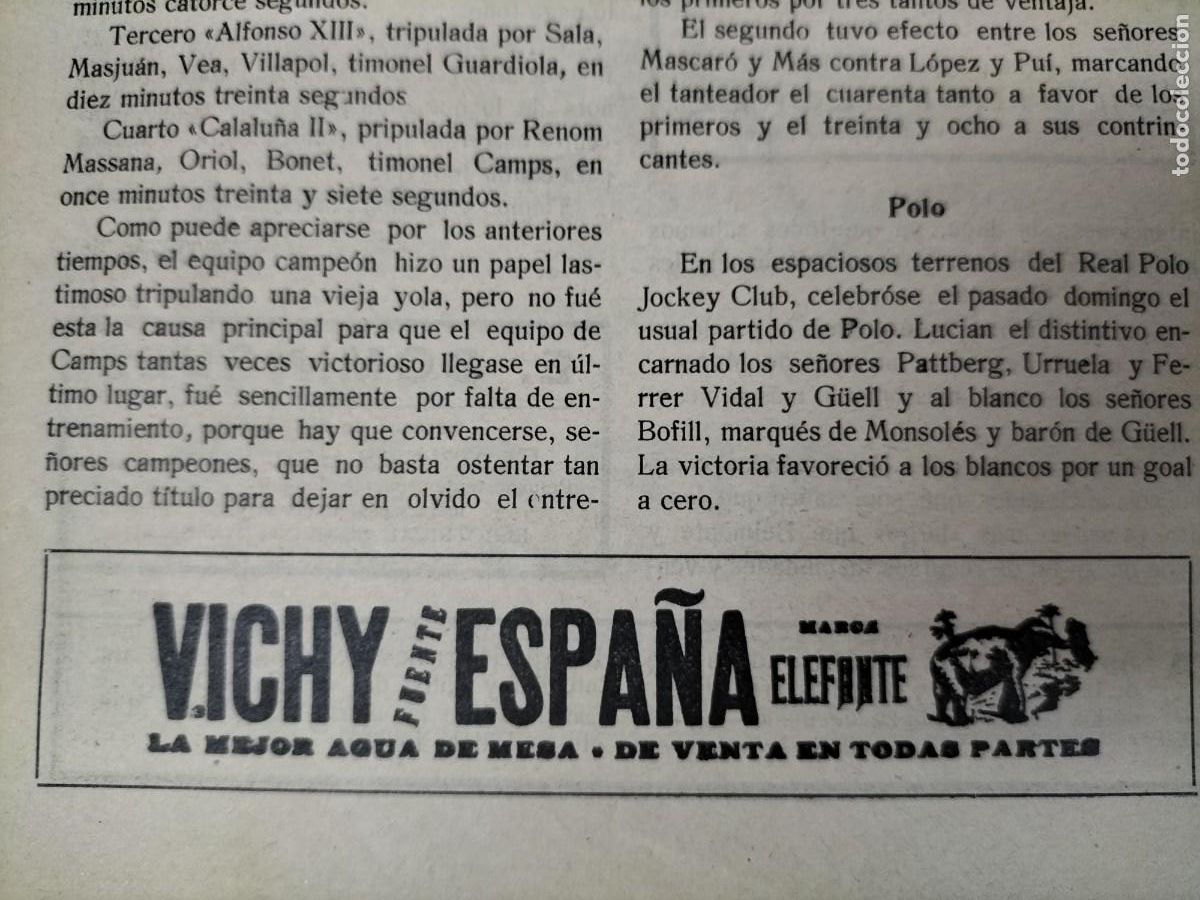 minutos catorce segundos.
Tercero «Alfonso XIII», tripulada por Sala,
Masjuán, Vea, Villapol, timonel Guardiola, en
diez minutos treinta segundos
Cuarto «Calaluña II», pripulada por Renom
Massana, Oriol, Bonet, timonel Camps, en
once minutos treinta y siete segundos.
Como puede apreciarse por los anteriores
tiempos, el equipo campeón hizo un papel las-
timoso tripulando una vieja yola, pero no fué
esta la causa principal para que el equipo de
Camps tantas veces victorioso llegase en úl-
timo lugar, fué sencillamente por falta de en-
trenamiento, porque hay que convencerse, se-
ñores campeones, que no basta ostentar tan
preciado título para dejar en olvido el entre-
los primeros por tres tantos de ventaja.
El segundo tuvo efecto entre los señores
Mascaró y Más contra López y Puí, marcando
el tanteador el cuarenta tanto a favor de los
primeros y el treinta y ocho a sus contrin-
cantes.
Polo
En los espaciosos terrenos del Real Polo
Jockey Club, celebróse el pasado domingo el
usual partido de Polo. Lucian el distintivo en-
carnado los señores Pattberg, Urruela y Fe-
rrer Vidal y Güell y al blanco los señores
Bofill, marqués de Monsolés y barón de Güell.
La victoria favoreció a los blancos por un goal
a cero.
VICHY FUENTE ESPAÑA MARCA ELEFANTE
LA MEJOR AGUA DE MESA • DE VENTA EN TODAS PARTES
todocoleccion